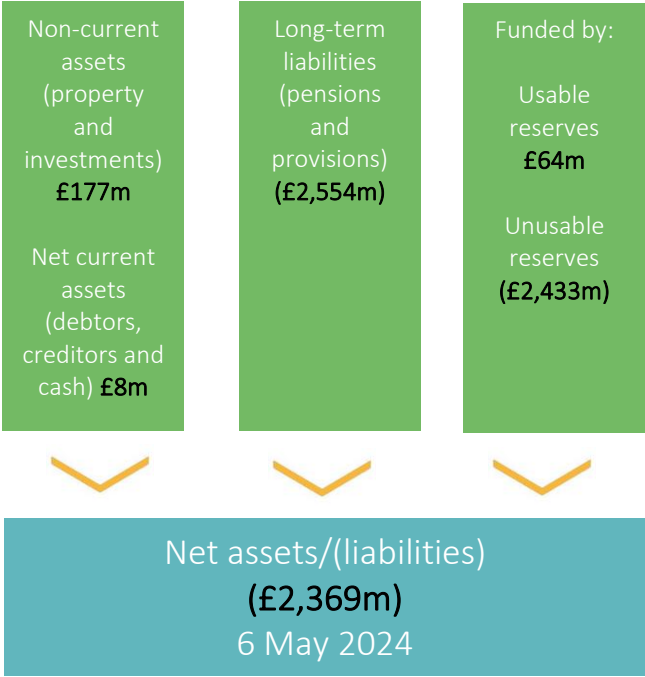 Non-current
assets
(property
and
investments)
£177m
Net current
assets
(debtors,
creditors and
cash) £8m
Long-term
liabilities
(pensions
and
provisions)
(£2,554m)
Funded by:
Usable
reserves
£64m
Unusable
reserves
(£2,433m)
Net assets/(liabilities)
(£2,369m)
6 May 2024